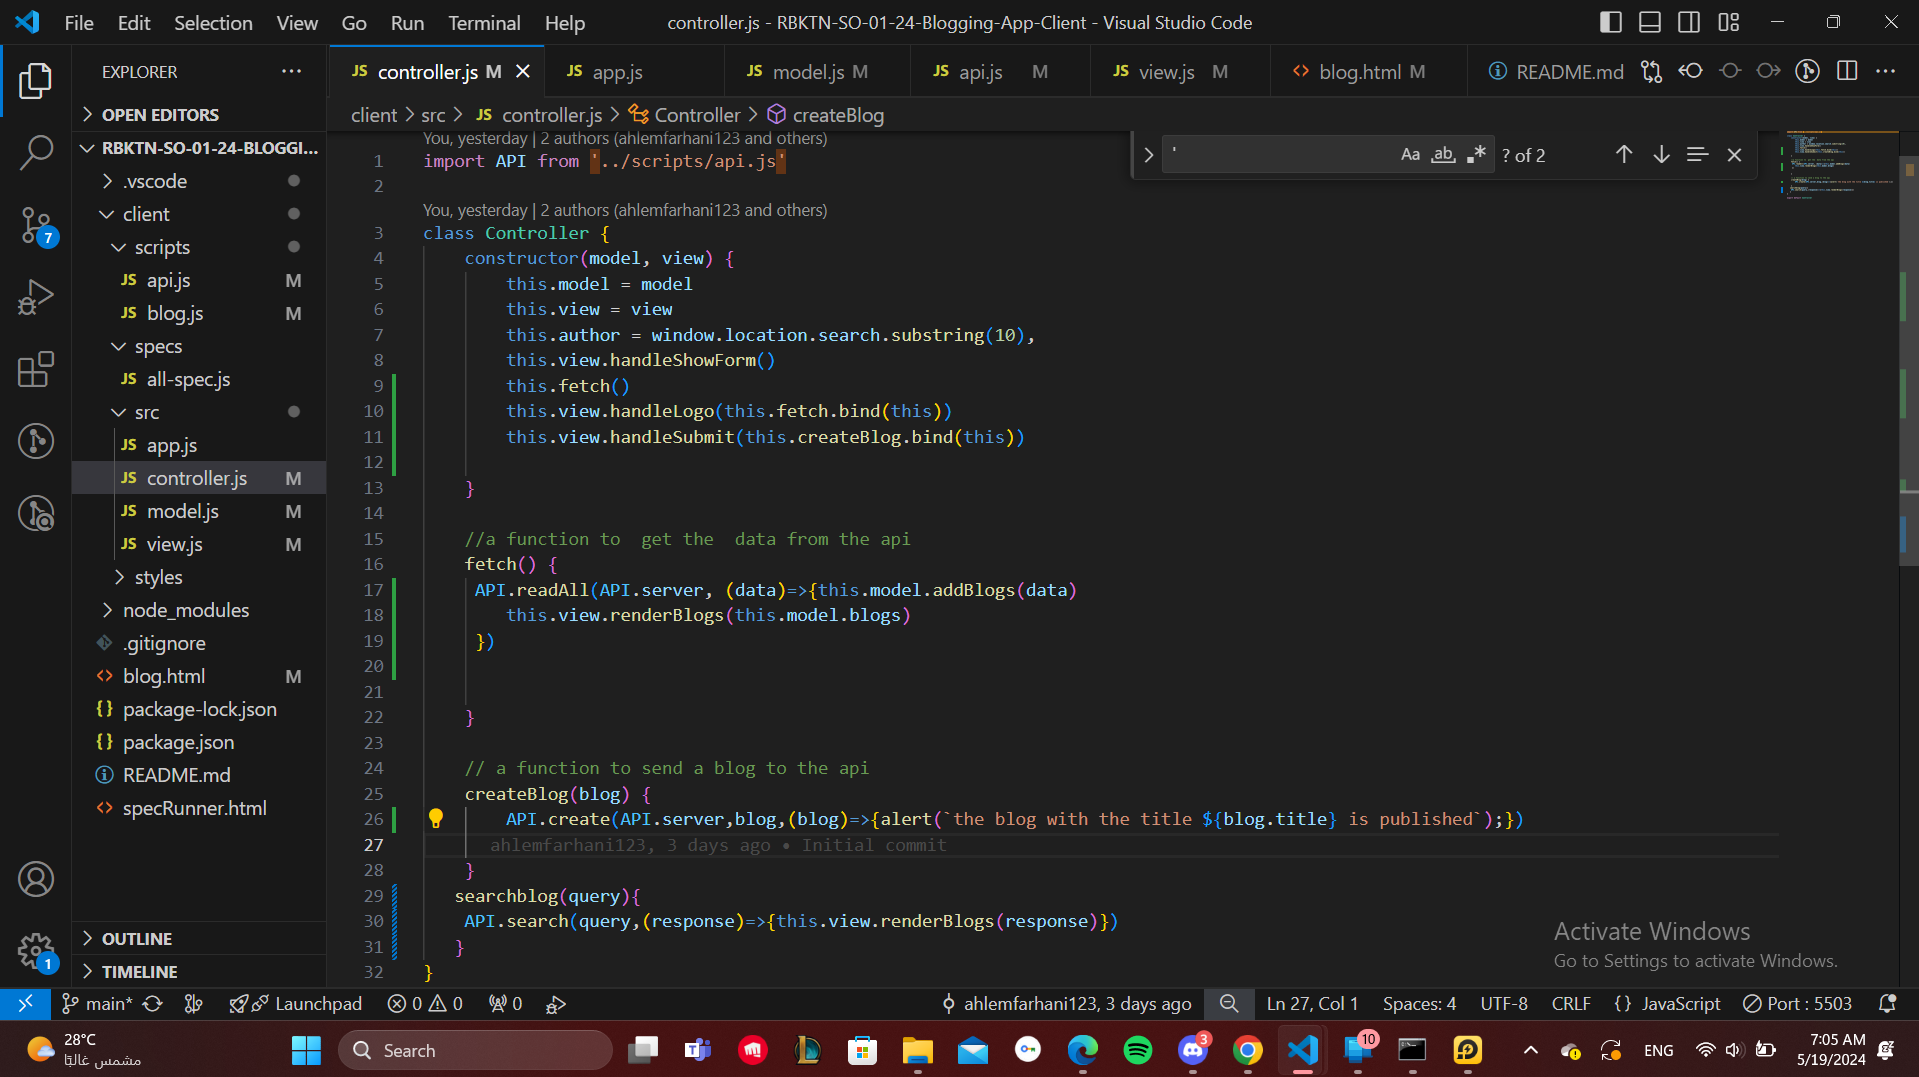 File Edit Selection View Go Run Terminal Help
controller.js - RBKTN-SO-01-24-Blogging-App-Client - Visual Studio Code
EXPLORER
OPEN EDITORS
RBKTN-SO-01-24-BLOGGI...
.vscode
client
scripts
JS api.js M
JS blog.js M
specs
JS all-spec.js
src
JS app.js
JS controller.js M
JS model.js M
JS view.js M
styles
node_modules
.gitignore
<> blog.html M
{} package-lock.json
{} package.json
README.md
<> specRunner.html
OUTLINE
TIMELINE
7
1
JS controller.js M
JS app.js
JS model.js M
JS api.js M
JS view.js M
<> blog.html M
README.md
client > src > JS controller.js > Controller > createBlog
' Aa ab .* ? of 2
You, yesterday | 2 authors (ahlemfarhani123 and others)
1 import API from '../scripts/api.js'
2
You, yesterday | 2 authors (ahlemfarhani123 and others)
3 class Controller {
4 constructor(model, view) {
5 this.model = model
6 this.view = view
7 this.author = window.location.search.substring(10),
8 this.view.handleShowForm()
9 this.fetch()
10 this.view.handleLogo(this.fetch.bind(this))
11 this.view.handleSubmit(this.createBlog.bind(this))
12
13 }
14
15 //a function to  get the  data from the api
16 fetch() {
17 API.readAll(API.server, (data)=>{this.model.addBlogs(data)
18 this.view.renderBlogs(this.model.blogs)
19 })
20
21
22 }
23
24 // a function to send a blog to the api
25 createBlog(blog) {
26 API.create(API.server,blog,(blog)=>{alert(`the blog with the title ${blog.title} is published`);})
27 ahlemfarhani123, 3 days ago • Initial commit
28 }
29 searchblog(query){
30 API.search(query,(response)=>{this.view.renderBlogs(response)})
31 }
32 }
Activate Windows
Go to Settings to activate Windows.
main* Launchpad 0 0 0 ahlemfarhani123, 3 days ago Ln 27, Col 1 Spaces: 4 UTF-8 CRLF {} JavaScript Port : 5503
28°C
مشمس غالبًا
Search
3
10
ENG
7:05 AM
5/19/2024